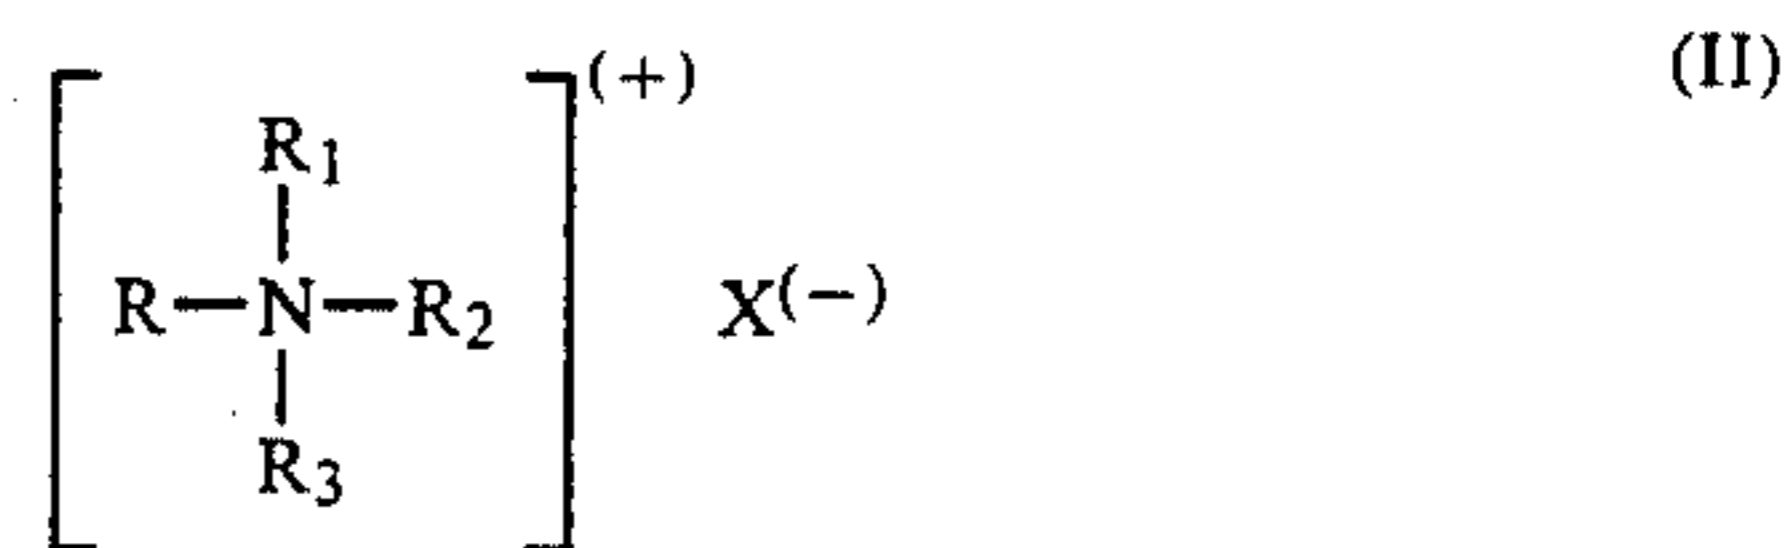 (II)
(+)
R1
R—N—R2 X(−)
R3